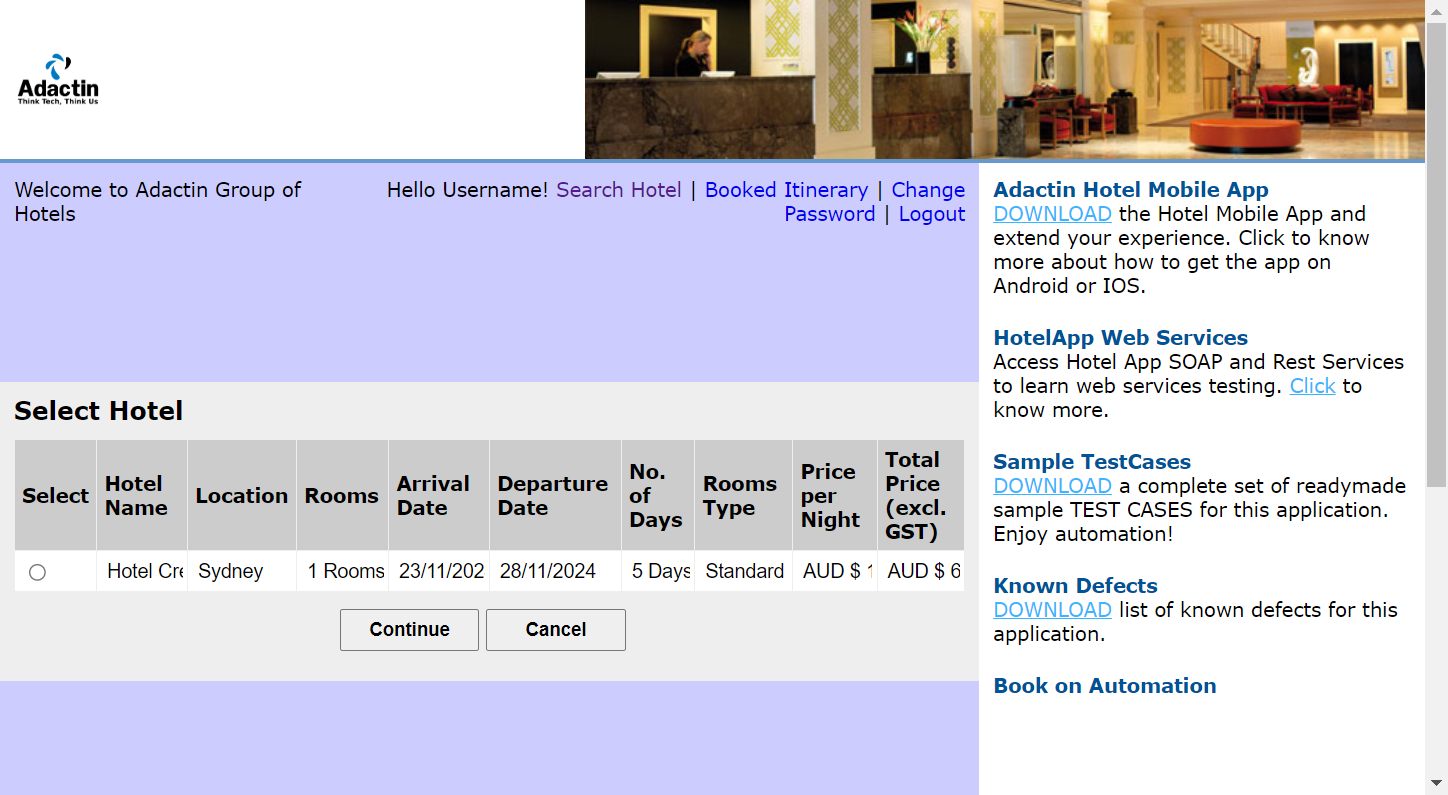 Adactin
Think Tech, Think Us
Welcome to Adactin Group of
Hotels
Hello Username! Search Hotel | Booked Itinerary | Change
Password | Logout
Select Hotel
Select
Hotel
Name
Location
Rooms
Arrival
Date
Departure
Date
No.
of
Days
Rooms
Type
Price
per
Night
Total
Price
(excl.
GST)
Hotel Cre
Sydney
1 Rooms
23/11/202
28/11/2024
5 Days
Standard
AUD $ 1
AUD $ 6
Continue
Cancel
Adactin Hotel Mobile App
DOWNLOAD the Hotel Mobile App and
extend your experience. Click to know
more about how to get the app on
Android or IOS.
HotelApp Web Services
Access Hotel App SOAP and Rest Services
to learn web services testing. Click to
know more.
Sample TestCases
DOWNLOAD a complete set of readymade
sample TEST CASES for this application.
Enjoy automation!
Known Defects
DOWNLOAD list of known defects for this
application.
Book on Automation